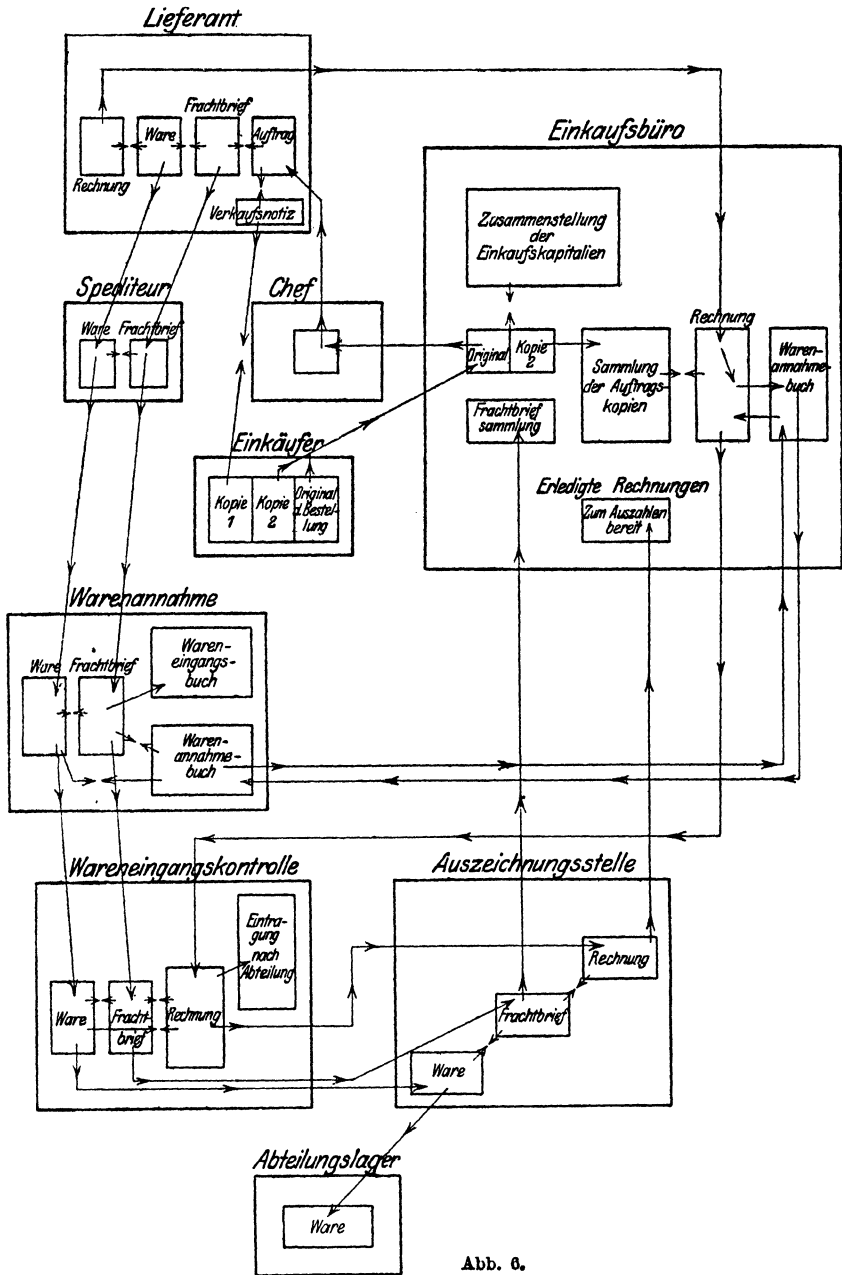 Lieferant
Frachtbrief
Ware
Auftrag
Rechnung
Verkaufsnotiz
Einkaufsbüro
Zusammenstellung
der
Einkaufskapitalien
Original
Kopie
2
Sammlung
der Auftrags-
kopien
Rechnung
Waren-
annahme-
buch
Frachtbrief
sammlung
Erledigte Rechnungen
Zum Auszahlen
bereit
Spediteur
Ware
Frachtbrief
Chef
Einkäufer
Kopie
1
Kopie
2
Original
d. Bestel-
lung
Warenannahme
Ware
Frachtbrief
Waren-
eingangs-
buch
Waren-
annahme-
buch
Wareneingangskontrolle
Eintra-
gung
nach
Abteilung
Ware
Fracht-
brief
Rechnung
Auszeichnungsstelle
Rechnung
Frachtbrief
Ware
Abteilungslager
Ware
Abb. 6.